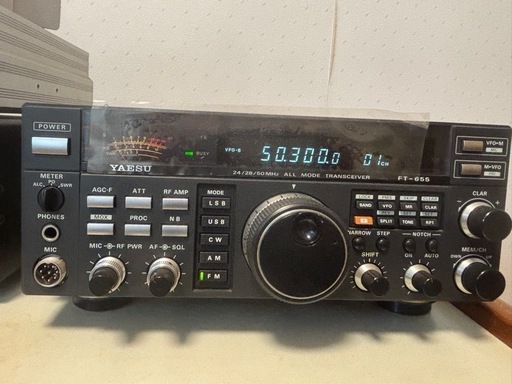 POWER
VFO-B
50.300.0 01 CH
BUSY
YAESU
24/28/50MHz ALL MODE TRANSCEIVER
FT-655
VFO-M
M-VFO
METER
PO
ALC SWR
PHONES
MIC
AGC-F ATT RF AMP
MOX PROC NB
MIC RF PWR AF SQL
MODE
LSB
USB
CW
AM
FM
LOCK FINE SKIP CLEAR
BAND VFO MR
SPLIT TONE RPT
NARROW STEP NOTCH
SHIFT ON AUTO
CLAR
MEM/CH
DWN UP